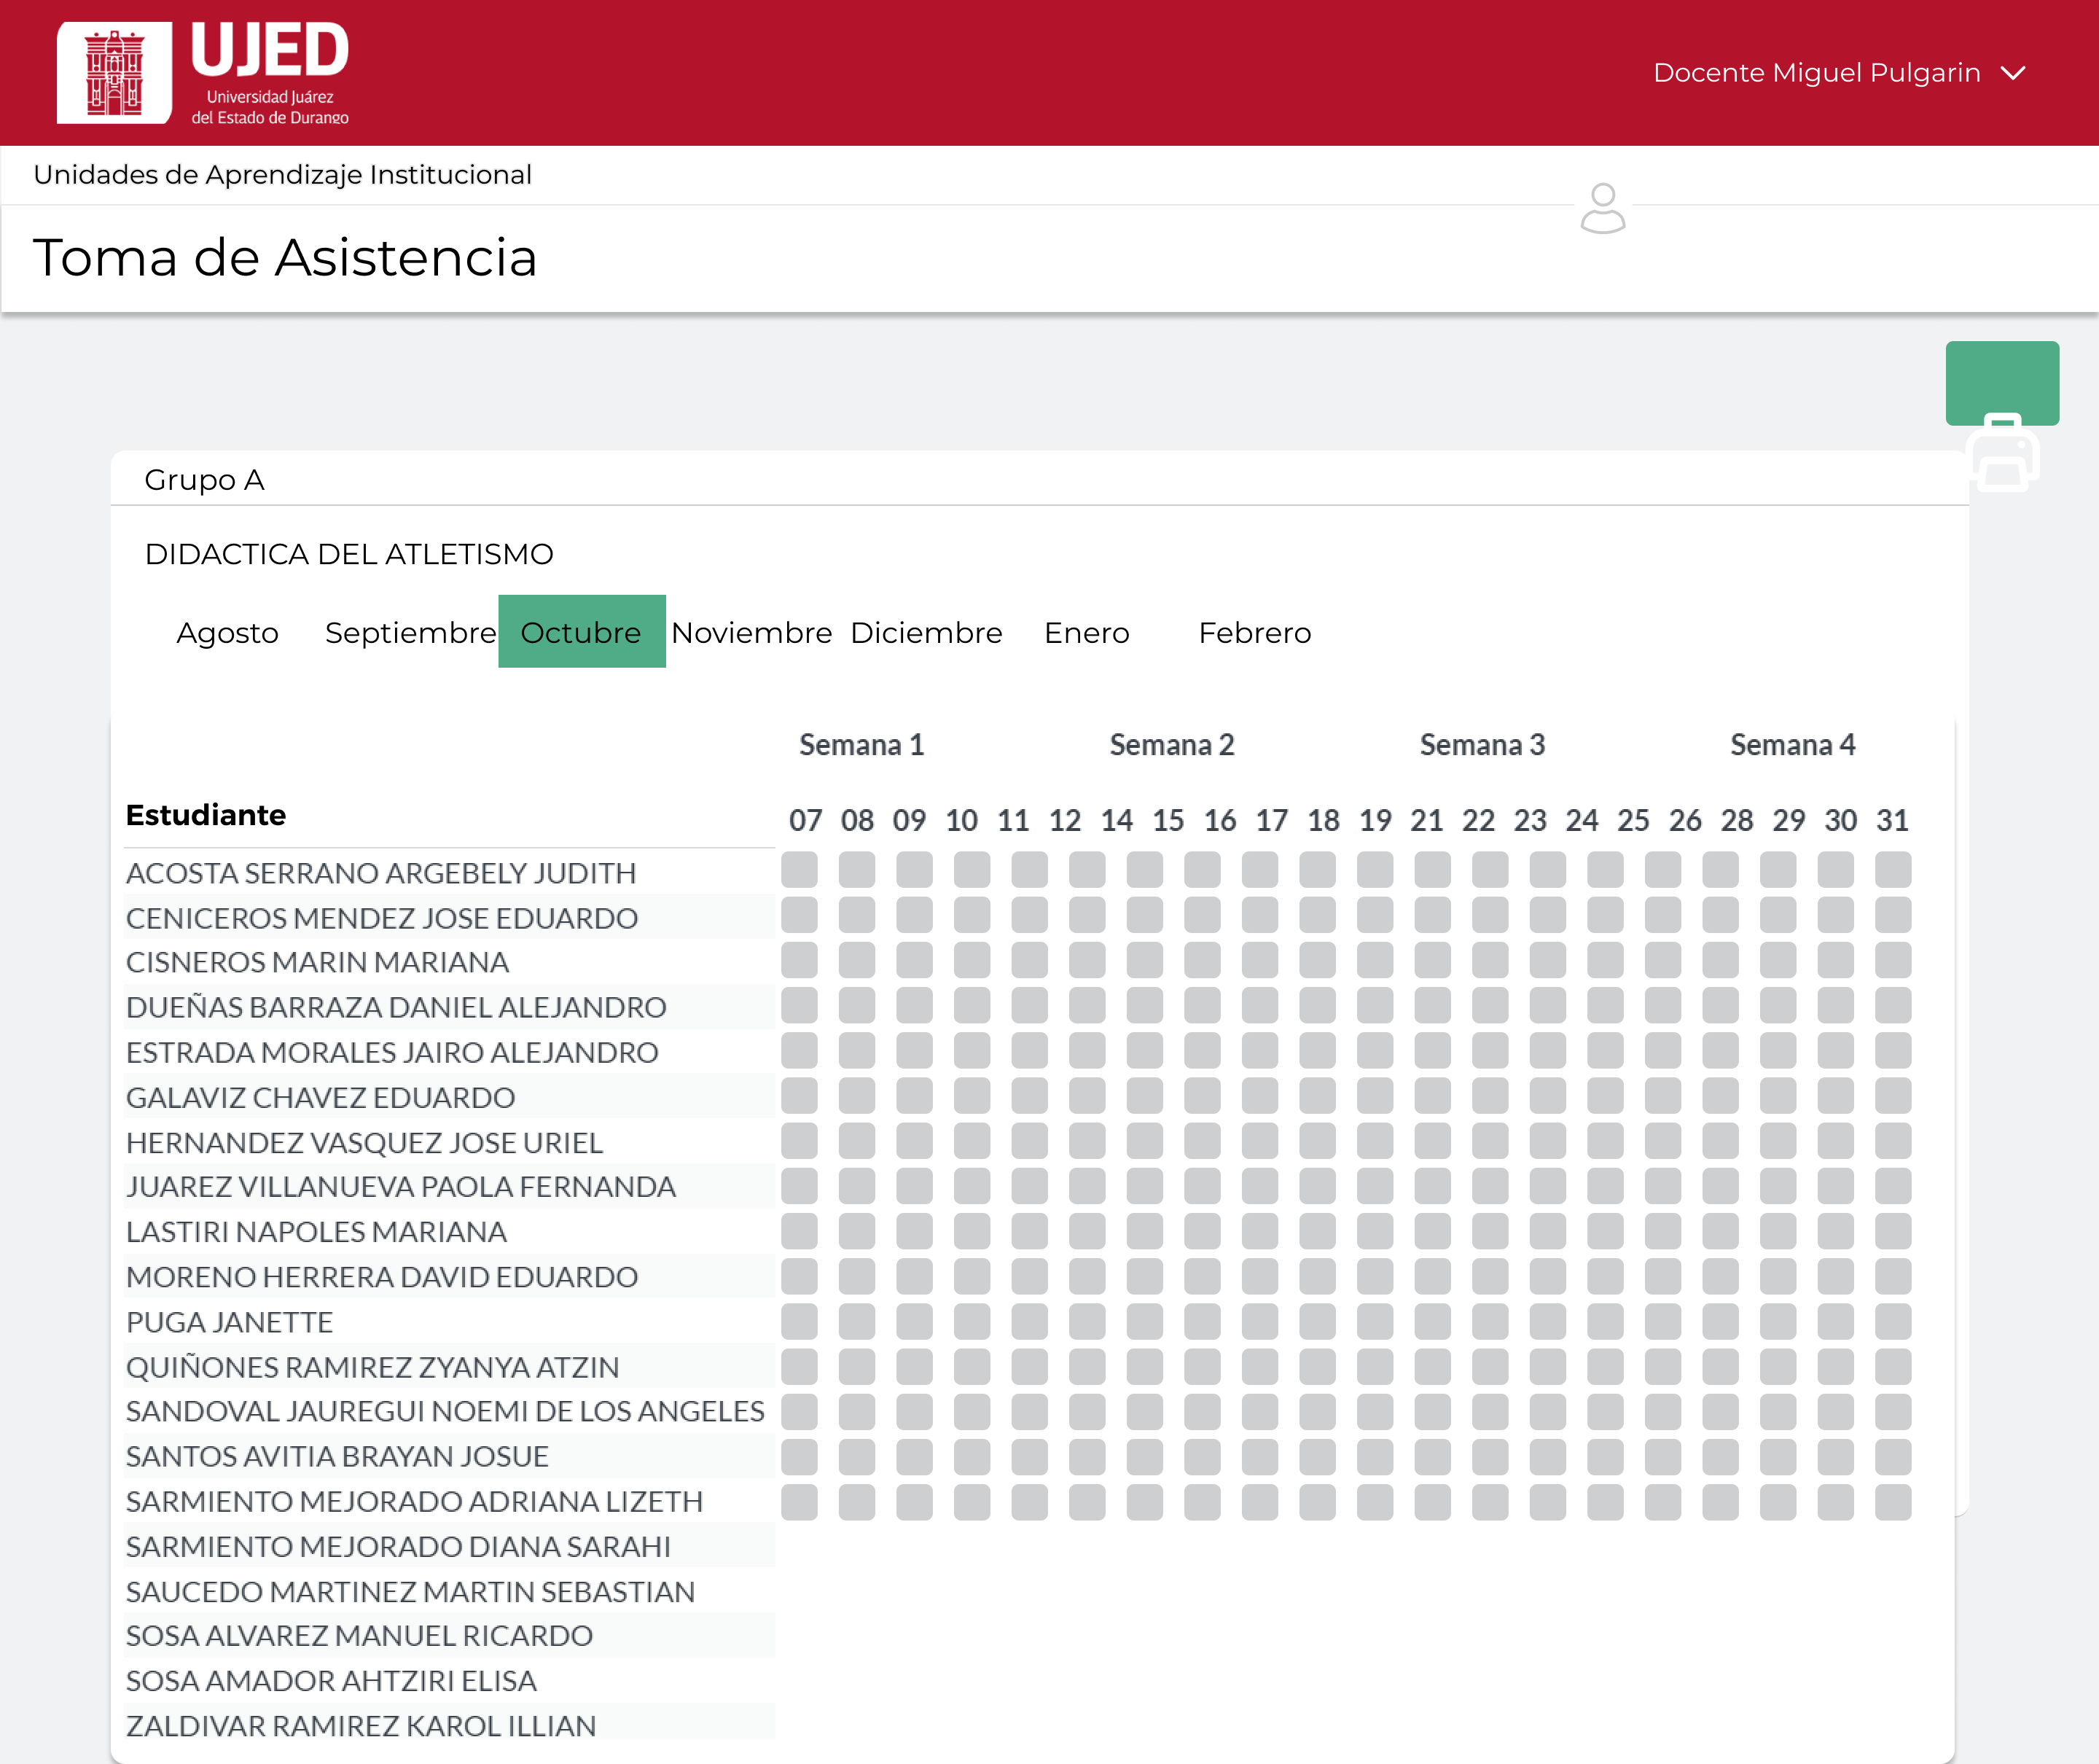 UJED
Universidad Juárez
del Estado de Durango
Docente Miguel Pulgarin
Unidades de Aprendizaje Institucional
Toma de Asistencia
Grupo A
DIDACTICA DEL ATLETISMO
Agosto Septiembre Octubre Noviembre Diciembre Enero Febrero
Semana 1 Semana 2 Semana 3 Semana 4
Estudiante 07 08 09 10 11 12 14 15 16 17 18 19 21 22 23 24 25 26 28 29 30 31
ACOSTA SERRANO ARGEBELY JUDITH
CENICEROS MENDEZ JOSE EDUARDO
CISNEROS MARIN MARIANA
DUEÑAS BARRAZA DANIEL ALEJANDRO
ESTRADA MORALES JAIRO ALEJANDRO
GALAVIZ CHAVEZ EDUARDO
HERNANDEZ VASQUEZ JOSE URIEL
JUAREZ VILLANUEVA PAOLA FERNANDA
LASTIRI NAPOLES MARIANA
MORENO HERRERA DAVID EDUARDO
PUGA JANETTE
QUIÑONES RAMIREZ ZYANYA ATZIN
SANDOVAL JAUREGUI NOEMI DE LOS ANGELES
SANTOS AVITIA BRAYAN JOSUE
SARMIENTO MEJORADO ADRIANA LIZETH
SARMIENTO MEJORADO DIANA SARAHI
SAUCEDO MARTINEZ MARTIN SEBASTIAN
SOSA ALVAREZ MANUEL RICARDO
SOSA AMADOR AHTZIRI ELISA
ZALDIVAR RAMIREZ KAROL ILLIAN